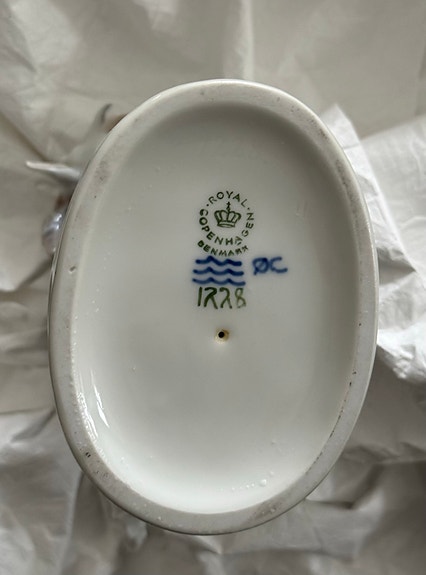 ROYAL
COPENHAGEN
DENMARK
ØC
1228